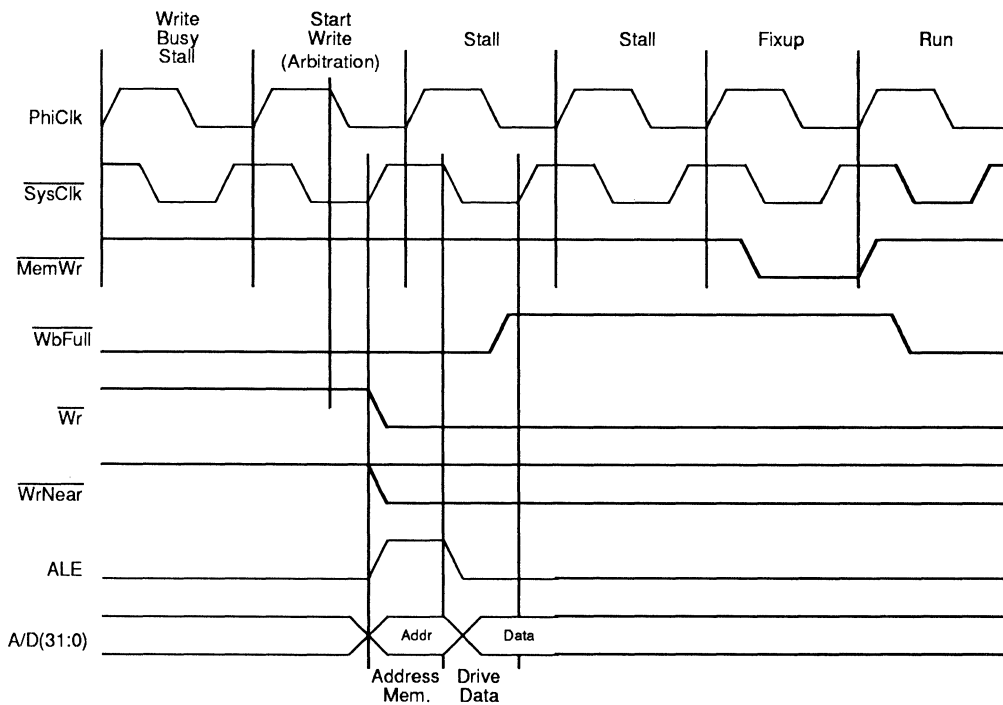 Write
Busy
Stall
Start
Write
(Arbitration)
Stall
Stall
Fixup
Run
PhiClk
SysClk
MemWr
WbFull
Wr
WrNear
ALE
A/D(31:0)
Addr
Data
Address
Mem.
Drive
Data